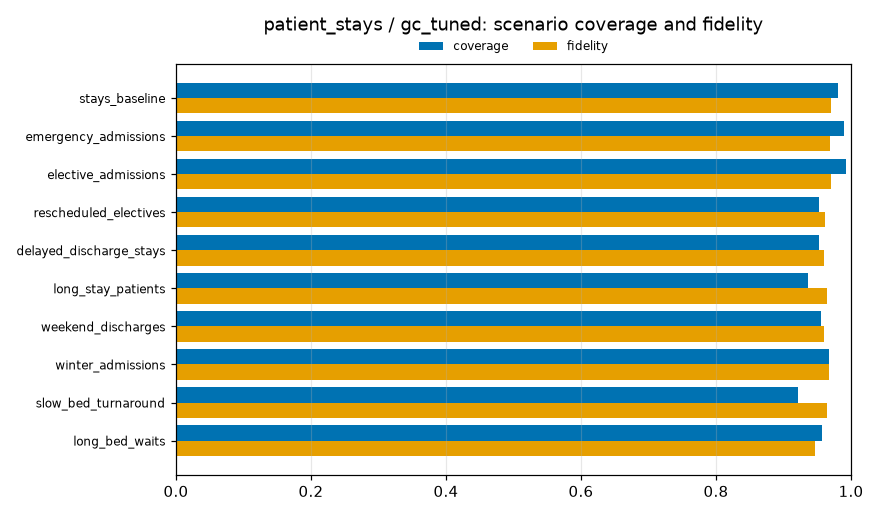 patient_stays / gc_tuned: scenario coverage and fidelity
coverage fidelity
stays_baseline
emergency_admissions
elective_admissions
rescheduled_electives
delayed_discharge_stays
long_stay_patients
weekend_discharges
winter_admissions
slow_bed_turnaround
long_bed_waits
0.0 0.2 0.4 0.6 0.8 1.0